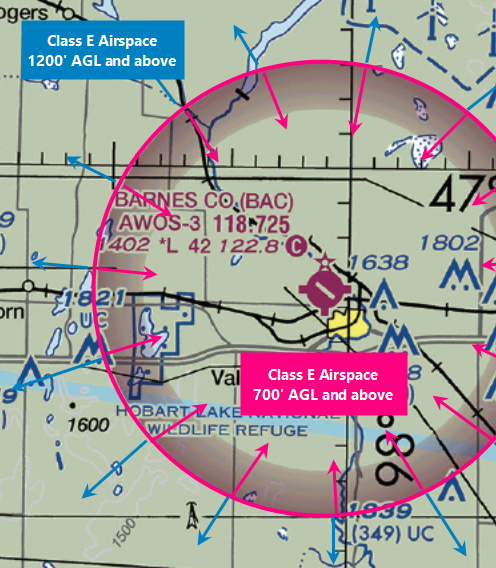 ogers
Class E Airspace
1200' AGL and above
47°
BARNES CO (BAC)
AWOS-3 118.725
1402 *L 42 122.8 C
1802
1638
1821
UC
orn
Class E Airspace
700' AGL and above
Val
HOBART LAKE NATIONAL
WILDLIFE REFUGE
1600
98
1500
1839
(349) UC